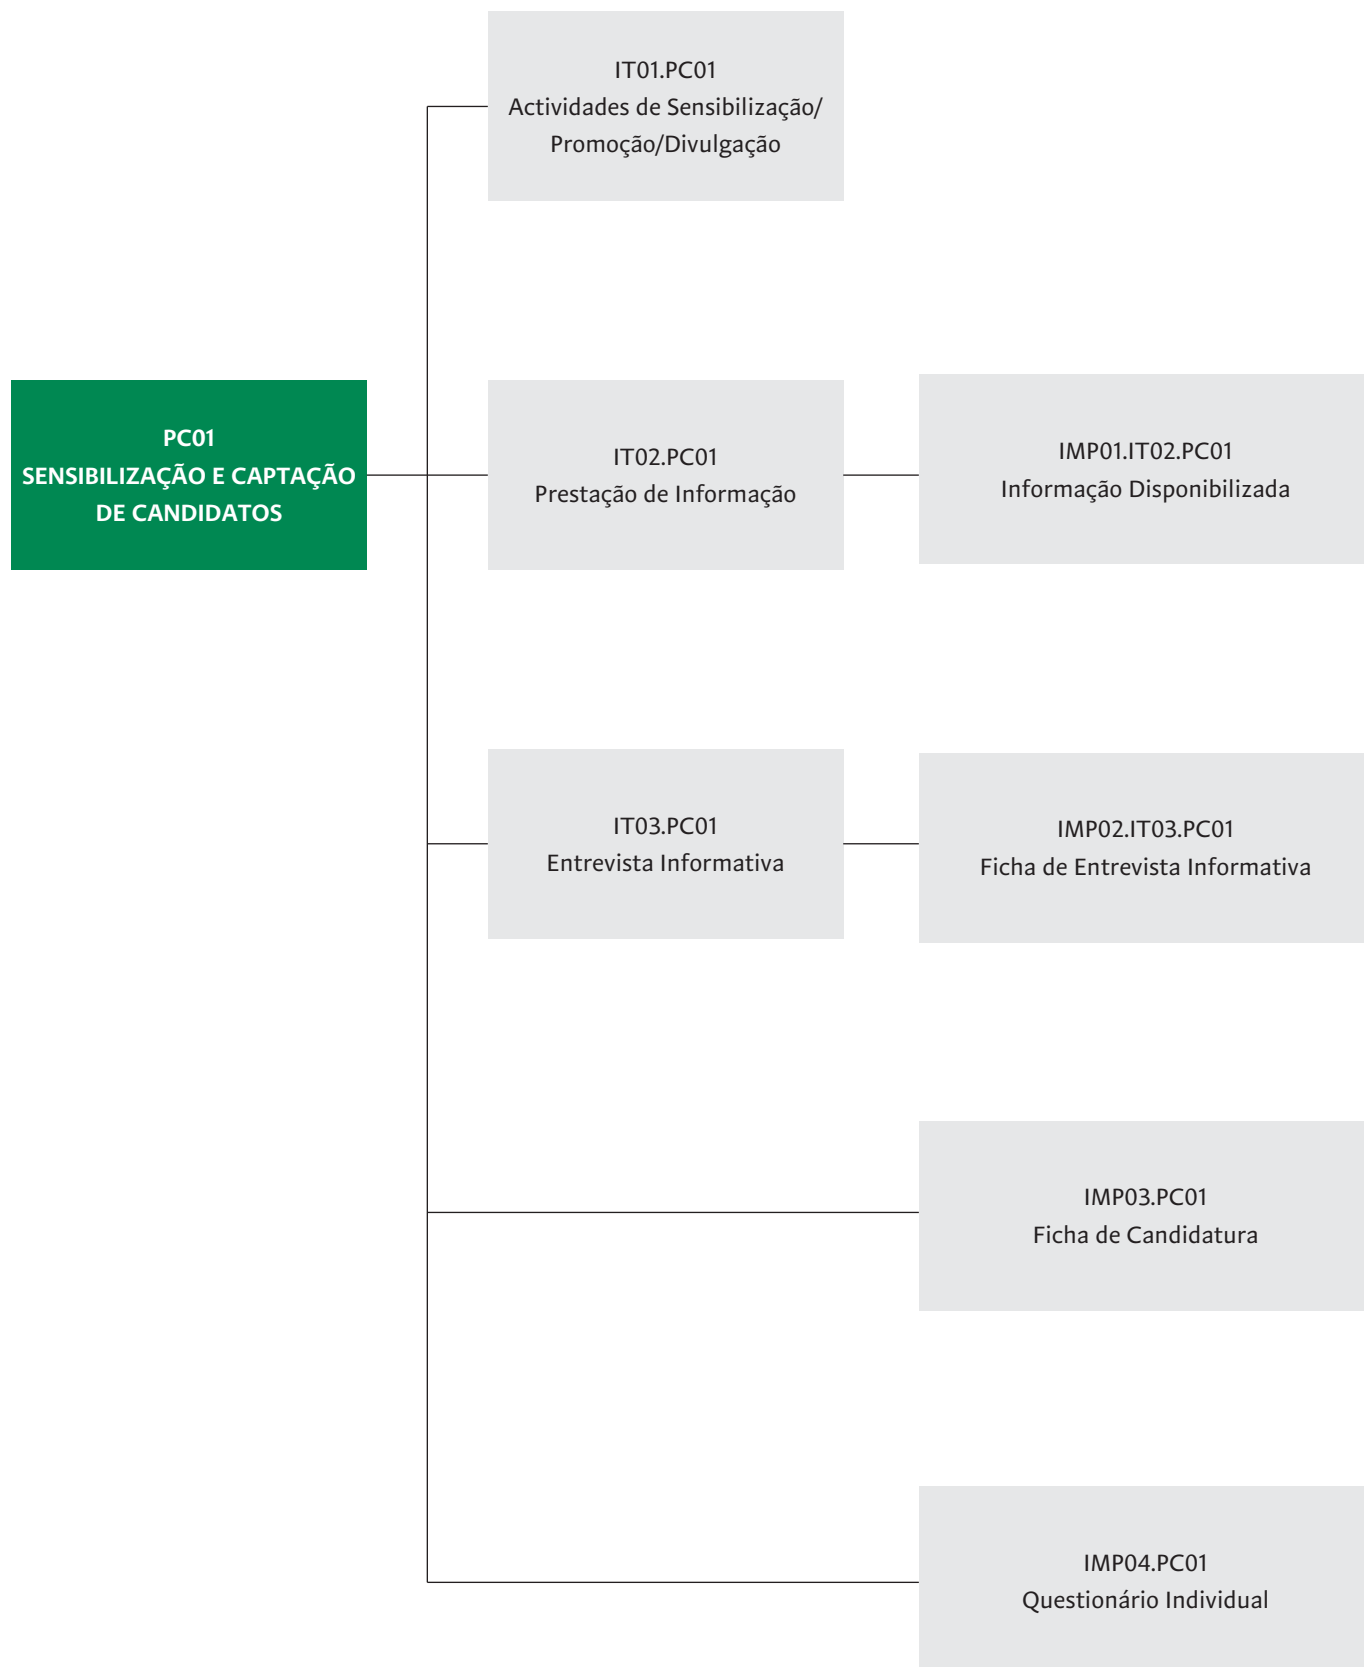 IT01.PC01
Actividades de Sensibilização/
Promoção/Divulgação
PC01
SENSIBILIZAÇÃO E CAPTAÇÃO
DE CANDIDATOS
IT02.PC01
Prestação de Informação
IMP01.IT02.PC01
Informação Disponibilizada
IT03.PC01
Entrevista Informativa
IMP02.IT03.PC01
Ficha de Entrevista Informativa
IMP03.PC01
Ficha de Candidatura
IMP04.PC01
Questionário Individual